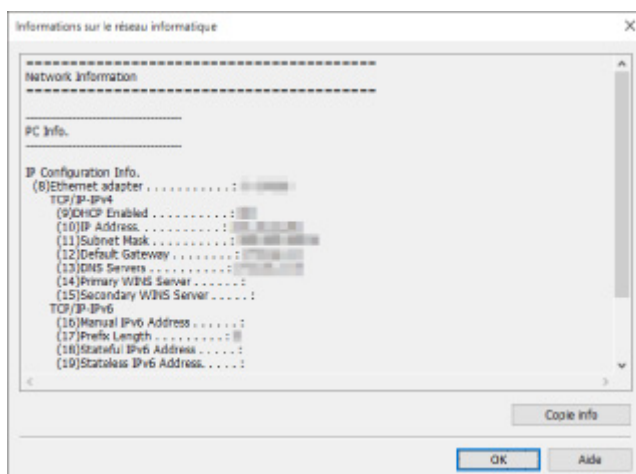 Informations sur le réseau informatique
========================================
Network Information
========================================
------------------------------
PC Info.
------------------------------
IP Configuration Info.
(8)Ethernet adapter . . . . . . . . . . . :
TCP/IP-IPv4
(9)DHCP Enabled . . . . . . . . . . :
(10)IP Address. . . . . . . . . . . :
(11)Subnet Mask . . . . . . . . . . :
(12)Default Gateway . . . . . . . :
(13)DNS Servers . . . . . . . . . . :
(14)Primary WINS Server . . . . . . :
(15)Secondary WINS Server . . . . . :
TCP/IP-IPv6
(16)Manual IPv6 Address . . . . . . :
(17)Prefix Length . . . . . . . . . :
(18)Stateful IPv6 Address . . . . . :
(19)Stateless IPv6 Address. . . . . :
Copie info
OK
Aide